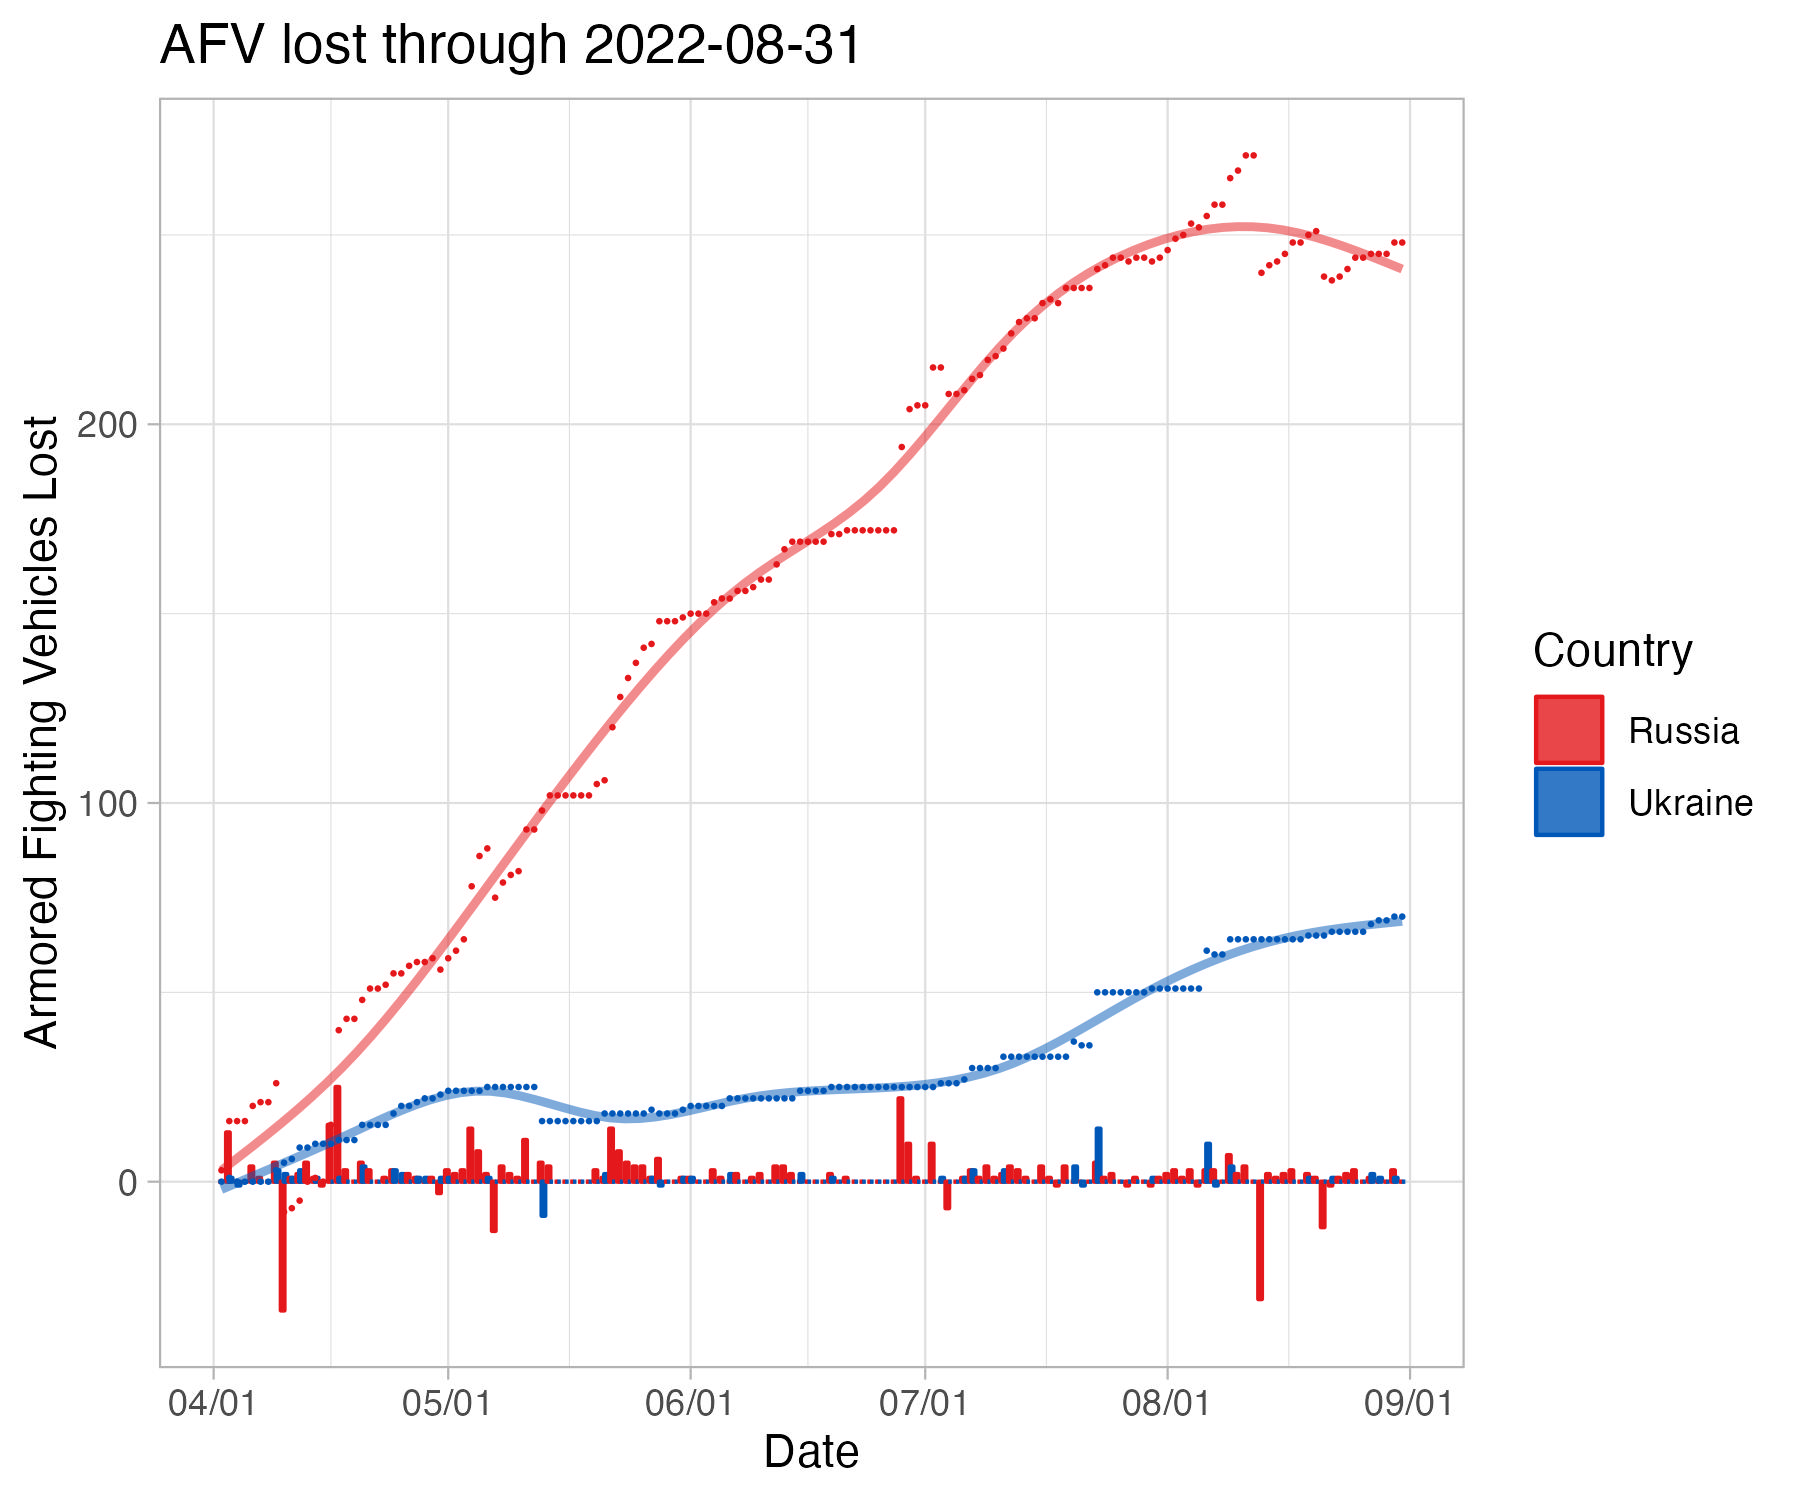 AFV lost through 2022-08-31
Armored Fighting Vehicles Lost
200
100
0
04/01
05/01
06/01
07/01
08/01
09/01
Date
Country
Russia
Ukraine